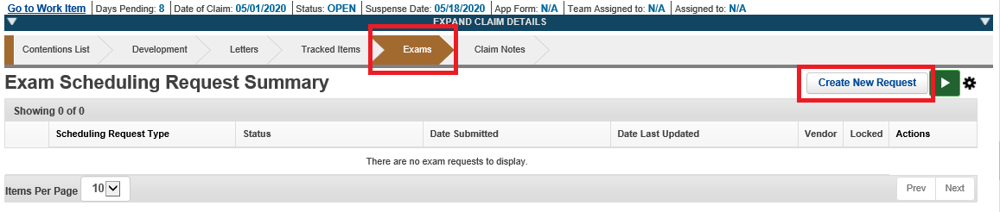 Go to Work Item Days Pending: 8 Date of Claim: 05/01/2020 Status: OPEN Suspense Date: 05/18/2020 App Form: N/A Team Assigned to: N/A Assigned to: N/A
EXPAND CLAIM DETAILS
Contentions List Development Letters Tracked Items Exams Claim Notes
Exam Scheduling Request Summary Create New Request
Showing 0 of 0
Scheduling Request Type Status Date Submitted Date Last Updated Vendor Locked Actions
There are no exam requests to display.
Items Per Page 10 Prev Next